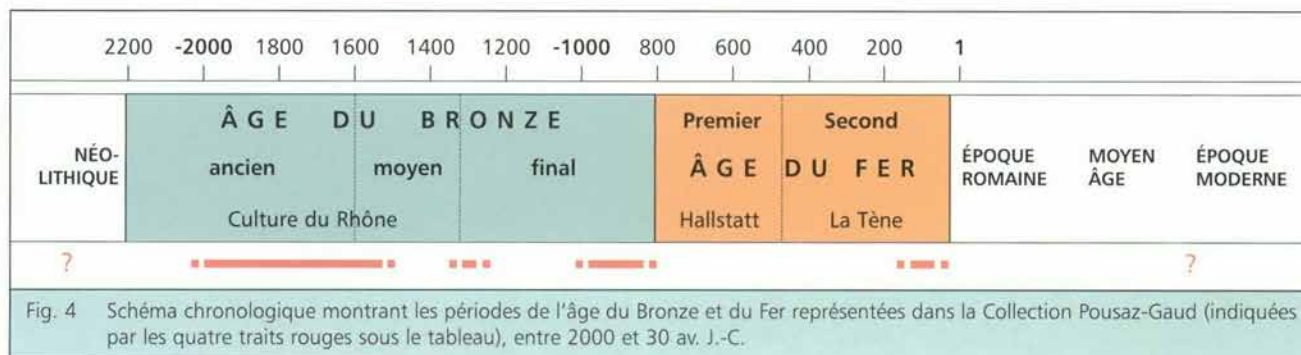 2200 -2000 1800 1600 1400 1200 -1000 800 600 400 200 1
ÂGE DU BRONZE Premier Second
NÉO-
LITHIQUE
ancien moyen final ÂGE DU FER
ÉPOQUE
ROMAINE
MOYEN
ÂGE
ÉPOQUE
MODERNE
Culture du Rhône Hallstatt La Tène
? ?
Fig. 4 Schéma chronologique montrant les périodes de l'âge du Bronze et du Fer représentées dans la Collection Pousaz-Gaud (indiquées
par les quatre traits rouges sous le tableau), entre 2000 et 30 av. J.-C.